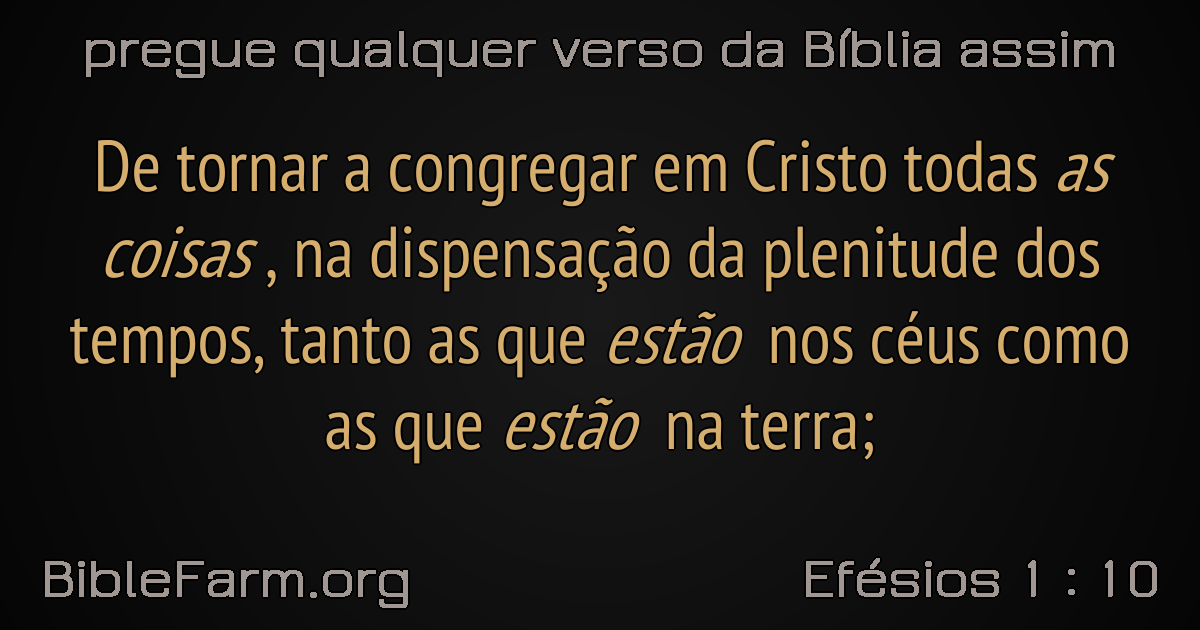 pregue qualquer verso da Bíblia assim
De tornar a congregar em Cristo todas as
coisas , na dispensação da plenitude dos
tempos, tanto as que estão nos céus como
as que estão na terra;
BibleFarm.org
Efésios 1 : 10